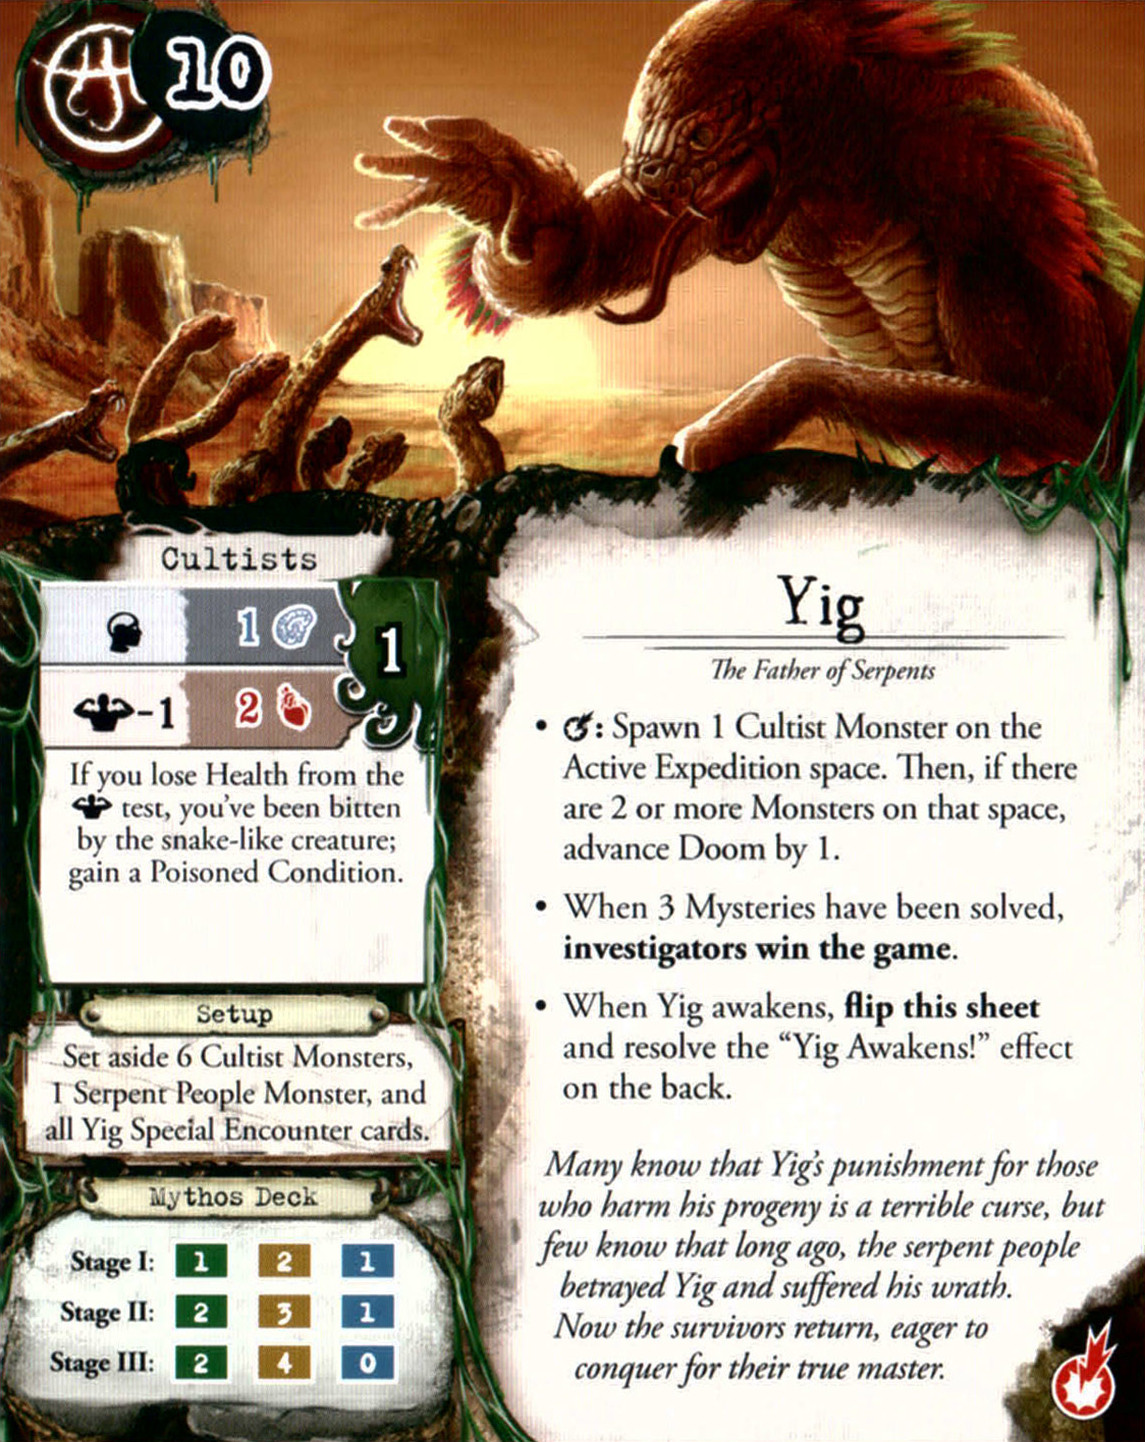 10
Cultists
1
1
-1
2
If you lose Health from the
test, you've been bitten
by the snake-like creature;
gain a Poisoned Condition.
Setup
Set aside 6 Cultist Monsters,
1 Serpent People Monster, and
all Yig Special Encounter cards.
Mythos Deck
Stage I: 1 2 1
Stage II: 2 3 1
Stage III: 2 4 0
Yig
The Father of Serpents
• : Spawn 1 Cultist Monster on the
Active Expedition space. Then, if there
are 2 or more Monsters on that space,
advance Doom by 1.
• When 3 Mysteries have been solved,
investigators win the game.
• When Yig awakens, flip this sheet
and resolve the “Yig Awakens!” effect
on the back.
Many know that Yig's punishment for those
who harm his progeny is a terrible curse, but
few know that long ago, the serpent people
betrayed Yig and suffered his wrath.
Now the survivors return, eager to
conquer for their true master.